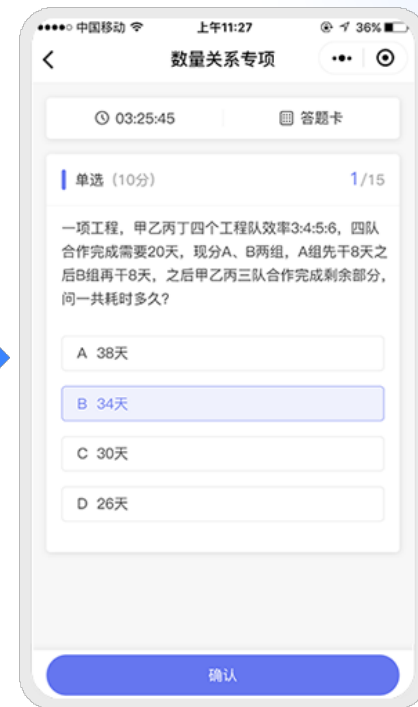 中国移动 上午11:27 36%
数量关系专项
03:25:45 答题卡
单选（10分） 1/15
一项工程，甲乙丙丁四个工程队效率3:4:5:6，四队
合作完成需要20天，现分A、B两组，A组先干8天之
后B组再干8天，之后甲乙丙三队合作完成剩余部分，
问一共耗时多久？
A 38天
B 34天
C 30天
D 26天
确认